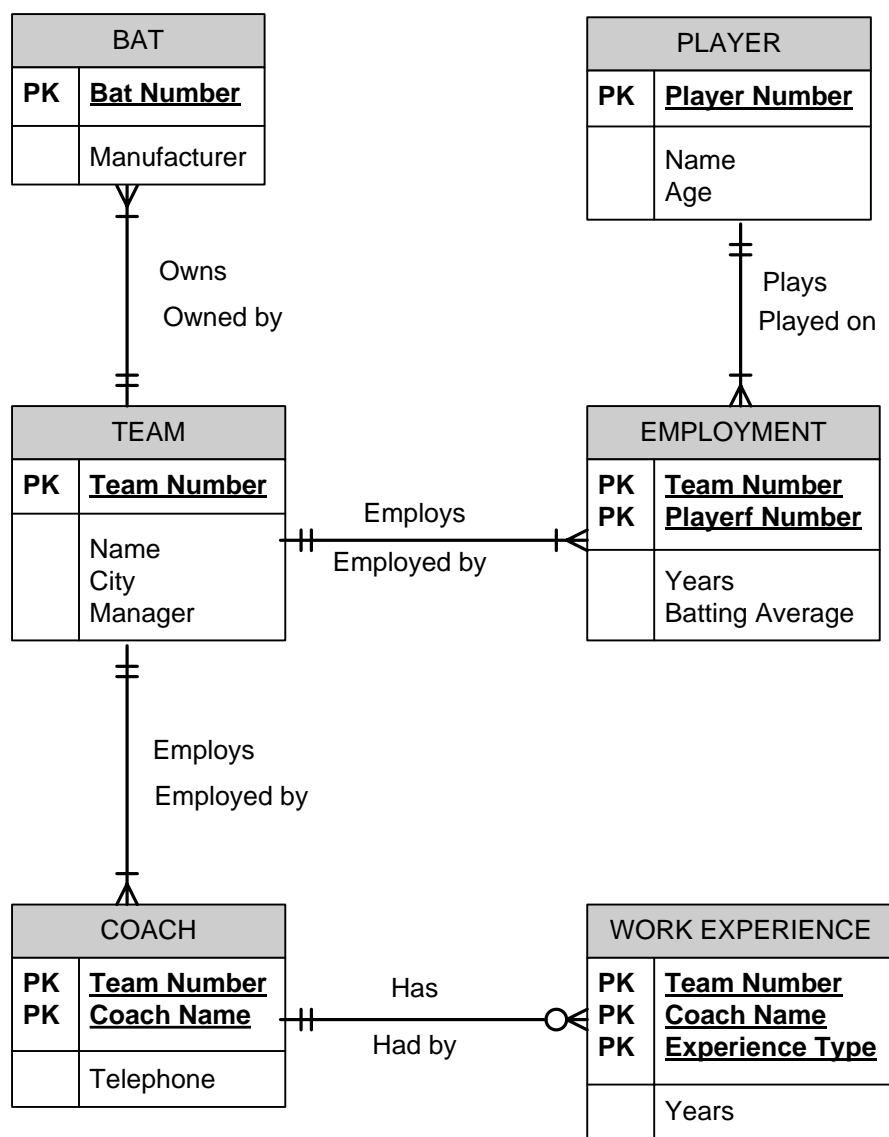 BAT
PK Bat Number
Manufacturer
PLAYER
PK Player Number
Name
Age
Owns
Owned by
Plays
Played on
TEAM
PK Team Number
Name
City
Manager
Employs
Employed by
EMPLOYMENT
PK Team Number
PK Playerf Number
Years
Batting Average
Employs
Employed by
COACH
PK Team Number
PK Coach Name
Telephone
Has
Had by
WORK EXPERIENCE
PK Team Number
PK Coach Name
PK Experience Type
Years